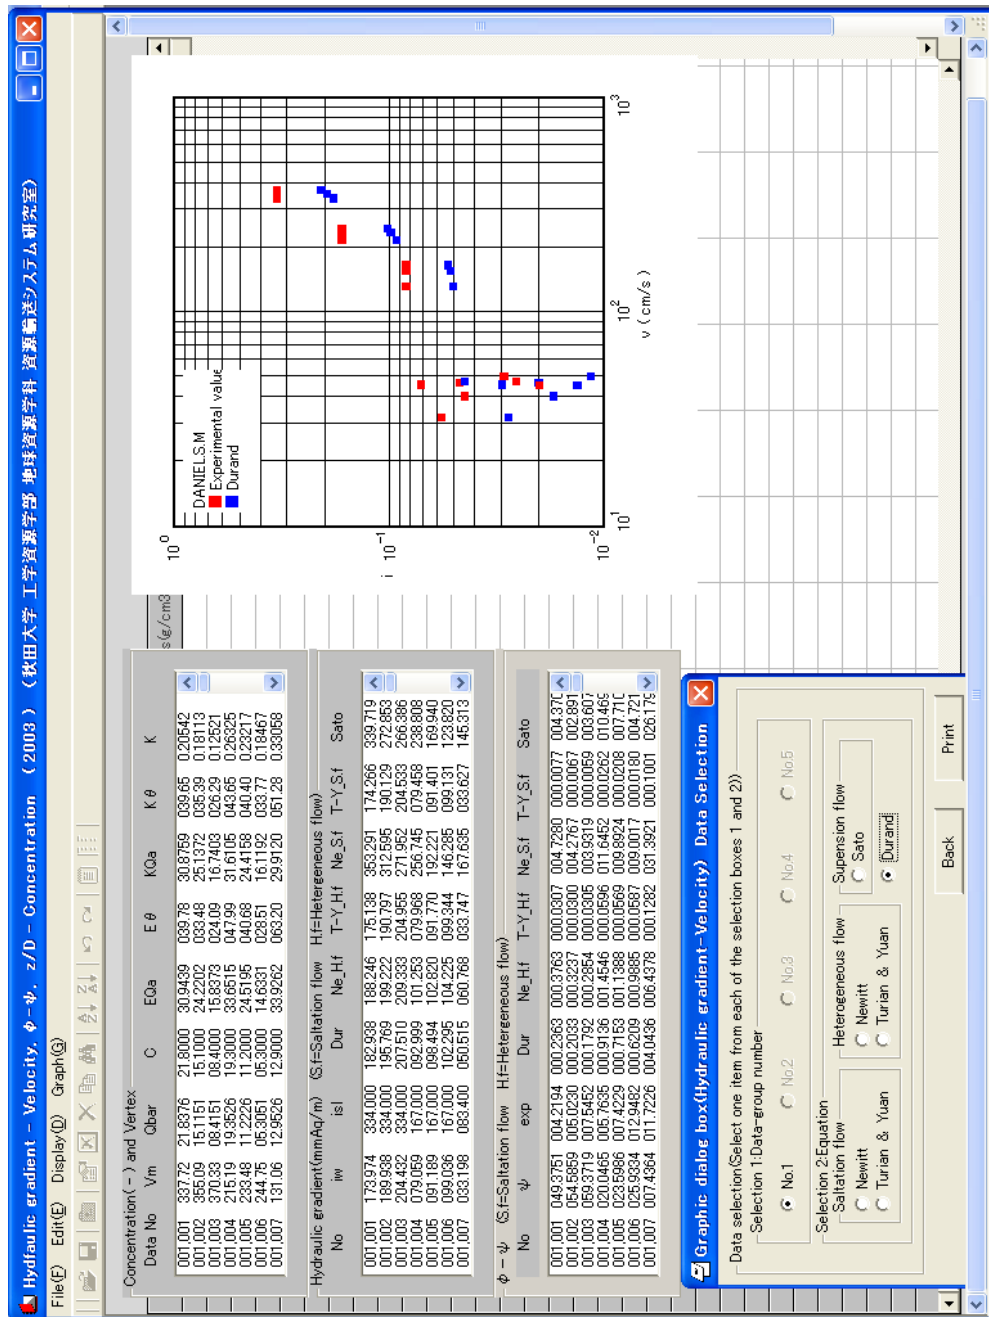 Hydfaulic gradient - Velocity, φ-ψ, z/D - Concentration ( 2003 ) (秋田大学 工学資源学部 地球資源学科 資源輸送システム研究室)
File(F) Edit(E) Display(D) Graph(G)
Concentration(-) and Vertex
Data No Vm Qbar C EQa E θ KQa K θ K
001.001 337.72 21.8376 21.8000 30.9439 039.78 30.8759 039.65 0.20542
001.002 355.09 15.1151 15.1000 24.2202 033.48 25.1372 035.39 0.18113
001.003 370.33 08.4151 08.4000 15.8373 024.09 16.7403 026.29 0.12521
001.004 215.19 19.3526 19.3000 33.6515 047.99 31.6105 043.65 0.26325
001.005 233.48 11.2226 11.2000 24.5195 040.68 24.4158 040.40 0.23217
001.006 244.75 05.3051 05.3000 14.6331 028.51 16.1192 033.77 0.18467
001.007 131.06 12.9526 12.9000 33.9262 063.20 29.9120 051.28 0.33058
Hydraulic gradient(mmAq/m) (S.f=Saltation flow H.f=Hetergeneous flow)
No iw isl Dur Ne_H.f T-Y_H.f Ne_S.f T-Y_S.f Sato
001.001 173.974 334.000 182.938 188.246 175.138 353.291 174.266 339.719
001.002 189.938 334.000 195.769 199.222 190.797 312.595 190.129 272.853
001.003 204.432 334.000 207.510 209.333 204.955 271.952 204.533 266.386
001.004 079.059 167.000 082.999 101.253 079.968 256.745 079.458 238.808
001.005 091.189 167.000 098.494 102.820 091.770 192.221 091.401 169.940
001.006 099.036 167.000 102.295 104.225 099.344 146.285 099.131 123.820
001.007 033.198 083.400 050.515 060.768 033.747 167.635 033.627 145.313
φ - ψ (S.f=Saltation flow H.f=Hetergeneous flow)
No ψ exp Dur Ne_H.f T-Y_H.f Ne_S.f T-Y_S.f Sato
001.001 049.3751 004.2194 000.2363 000.3763 000.0307 004.7280 000.0077 004.370
001.002 054.5859 005.0230 000.2033 000.3237 000.0300 004.2767 000.0067 002.891
001.003 059.3719 007.5452 000.1792 000.2854 000.0305 003.9319 000.0059 003.607
001.004 020.0465 005.7635 000.9136 001.4546 000.0596 011.6452 000.0262 010.469
001.005 023.5986 007.4229 000.7153 001.1388 000.0569 009.8924 000.0208 007.710
001.006 025.9334 012.9482 000.6209 000.9885 000.0587 009.0017 000.0180 004.721
001.007 007.4364 011.7226 004.0436 006.4378 000.1282 031.3921 000.1001 026.179
s(g/cm3
DANIEL.S.M
Experimental value
Durand
10^0
i 10^-1
10^-2
10^1 10^2 10^3
v (cm/s)
Graphic dialog box(Hydraulic gradient-Velocity) Data Selection
Data selection(Select one item from each of the selection boxes 1 and 2))
Selection 1:Data-group number
No.1 No.2 No.3 No.4 No.5
Selection 2:Equation
Saltation flow Heterogeneous flow Supension flow
Newitt Newitt Sato
Turian & Yuan Turian & Yuan Durand
Back Print